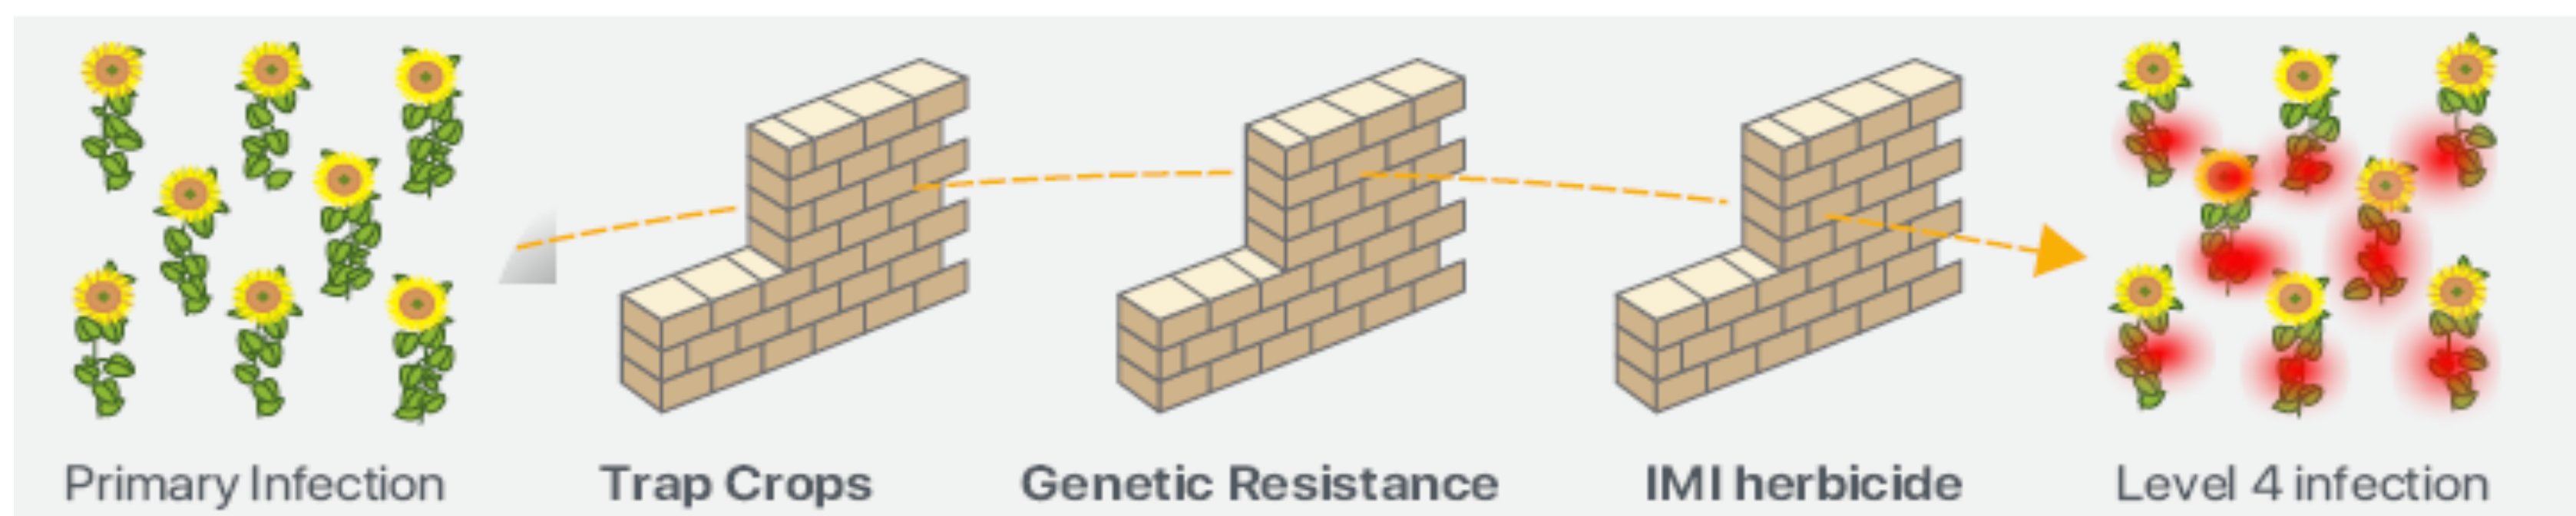 Primary Infection
Trap Crops
Genetic Resistance
IMI herbicide
Level 4 infection